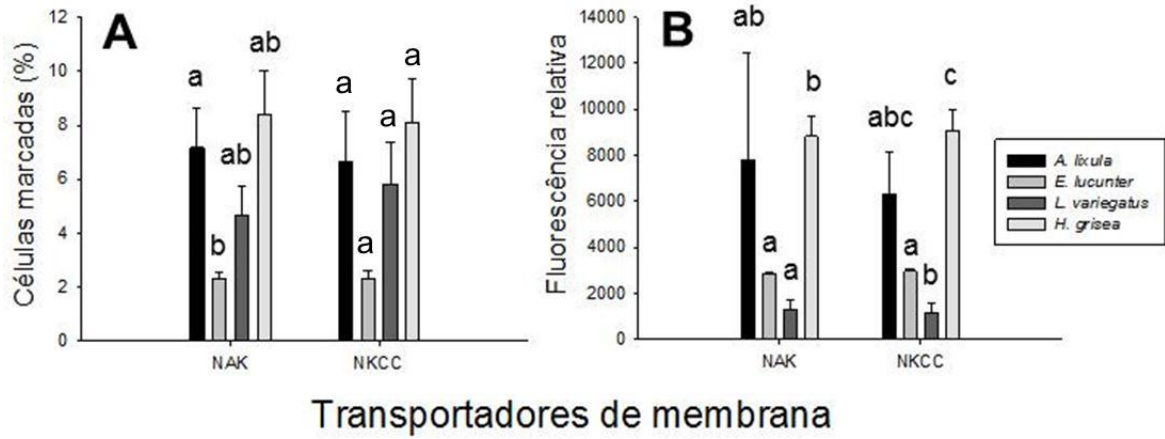 A
Células marcadas (%)
12
10
8
6
4
2
0
a
b
ab
ab
a
a
a
a
NAK
NKCC
B
Fluorescência relativa
14000
12000
10000
8000
6000
4000
2000
0
ab
a
a
b
abc
a
b
c
NAK
NKCC
A. lixula
E. lucunter
L. variegatus
H. grisea
Transportadores de membrana